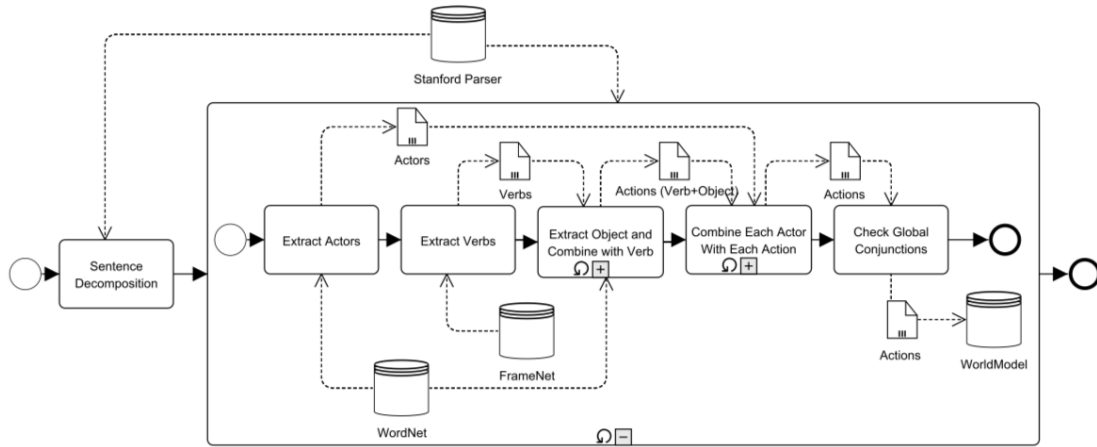 Stanford Parser
Actors
Verbs
Actions (Verb+Object)
Actions
Extract Actors
Extract Verbs
Extract Object and
Combine with Verb
Combine Each Actor
With Each Action
Check Global
Conjunctions
Sentence
Decomposition
FrameNet
Actions
WorldModel
WordNet